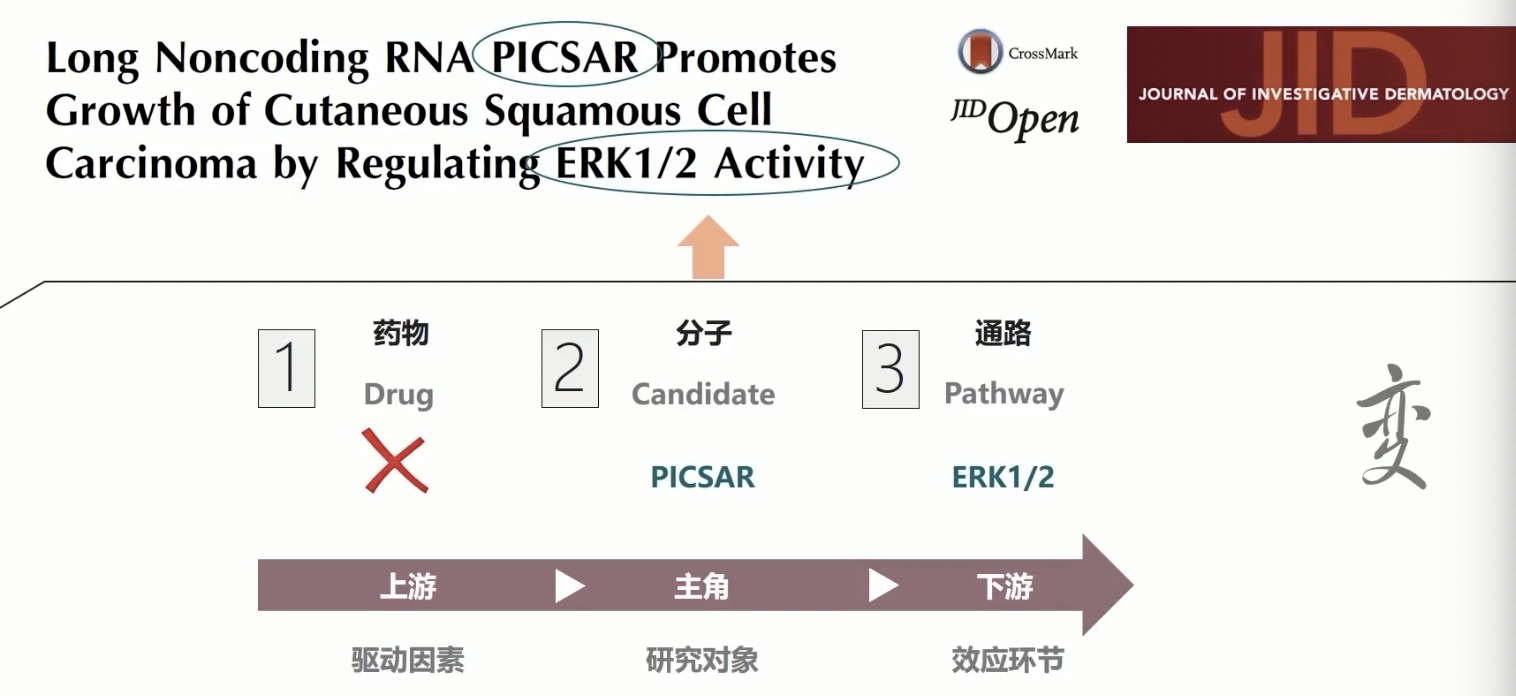 Long Noncoding RNA PICSAR Promotes
Growth of Cutaneous Squamous Cell
Carcinoma by Regulating ERK1/2 Activity
CrossMark
JID Open
JID
JOURNAL OF INVESTIGATIVE DERMATOLOGY
1
药物
Drug
2
分子
Candidate
PICSAR
3
通路
Pathway
ERK1/2
变
上游
主角
下游
驱动因素
研究对象
效应环节